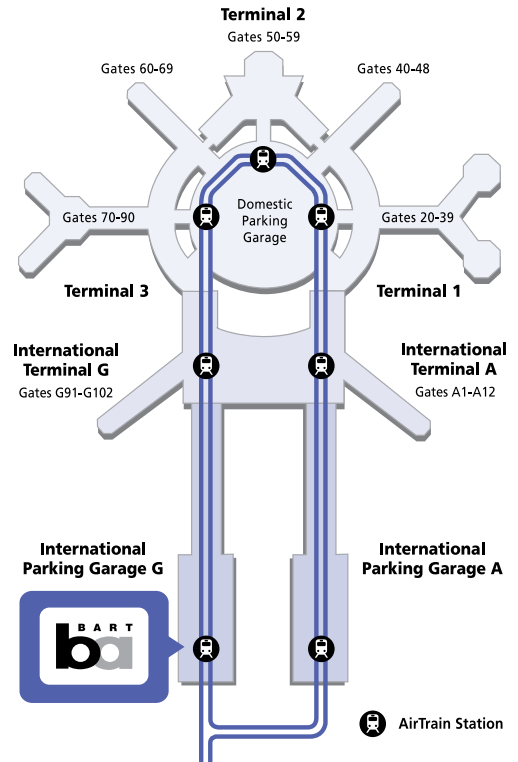 Terminal 2
Gates 50-59
Gates 60-69
Gates 40-48
Domestic
Parking
Garage
Gates 70-90
Gates 20-39
Terminal 3
Terminal 1
International
Terminal G
Gates G91-G102
International
Terminal A
Gates A1-A12
International
Parking Garage G
International
Parking Garage A
BART
ba
AirTrain Station